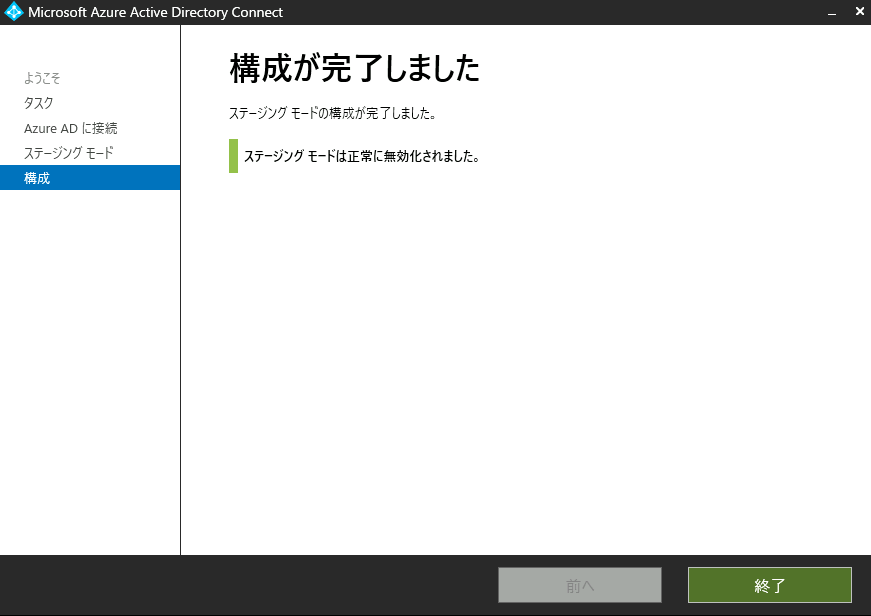 Microsoft Azure Active Directory Connect
ようこそ
タスク
Azure AD に接続
ステージング モード
構成
構成が完了しました
ステージング モードの構成が完了しました。
ステージング モードは正常に無効化されました。
前へ
終了